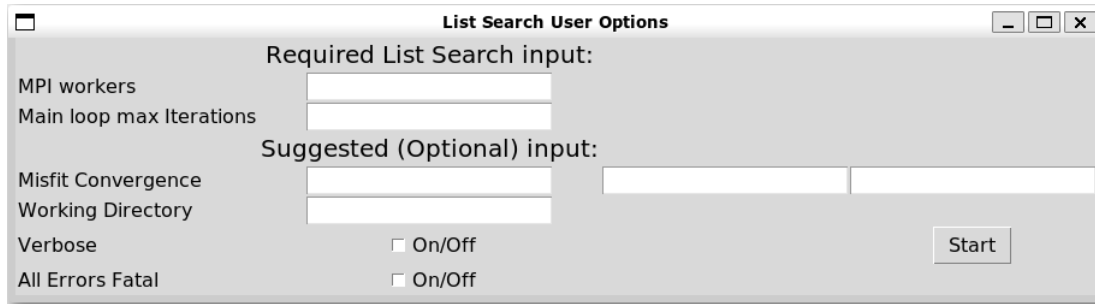 List Search User Options
Required List Search input:
MPI workers
Main loop max Iterations
Suggested (Optional) input:
Misfit Convergence
Working Directory
Verbose On/Off Start
All Errors Fatal On/Off